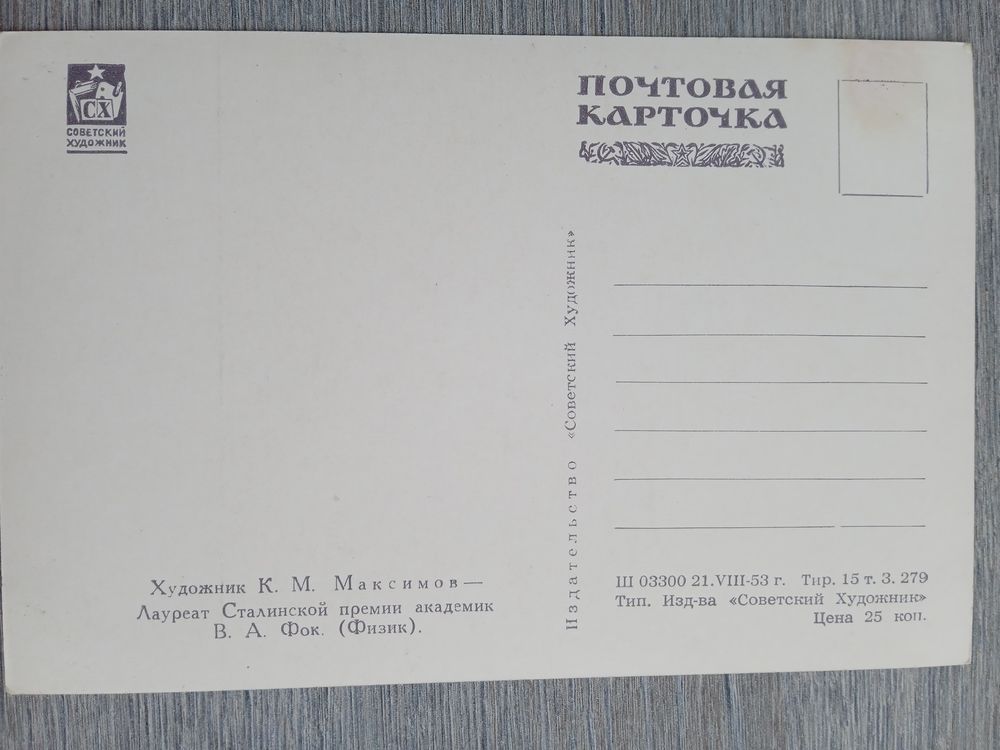 СХ
СОВЕТСКИЙ
ХУДОЖНИК
ПОЧТОВАЯ
КАРТОЧКА
Издательство «Советский Художник»
Художник К. М. Максимов—
Лауреат Сталинской премии академик
В. А. Фок. (Физик).
Ш 03300 21.VIII-53 г. Тир. 15 т. З. 279
Тип. Изд-ва «Советский Художник»
Цена 25 коп.